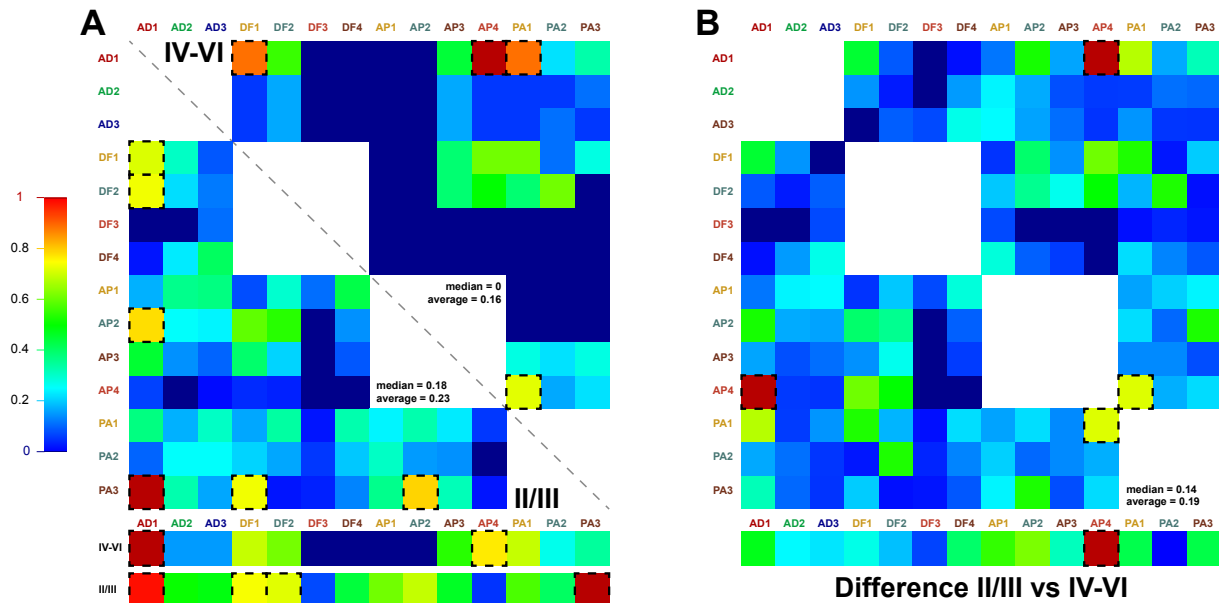 A
B
AD1 AD2 AD3 DF1 DF2 DF3 DF4 AP1 AP2 AP3 AP4 PA1 PA2 PA3
AD1 AD2 AD3 DF1 DF2 DF3 DF4 AP1 AP2 AP3 AP4 PA1 PA2 PA3
IV-VI
AD1
AD2
AD3
DF1
DF2
DF3
DF4
AP1
AP2
AP3
AP4
PA1
PA2
PA3
1
0.8
0.6
0.4
0.2
0
median = 0
average = 0.16
median = 0.18
average = 0.23
II/III
AD1 AD2 AD3 DF1 DF2 DF3 DF4 AP1 AP2 AP3 AP4 PA1 PA2 PA3
IV-VI
II/III
AD1
AD2
AD3
DF1
DF2
DF3
DF4
AP1
AP2
AP3
AP4
PA1
PA2
PA3
median = 0.14
average = 0.19
AD1 AD2 AD3 DF1 DF2 DF3 DF4 AP1 AP2 AP3 AP4 PA1 PA2 PA3
Difference II/III vs IV-VI